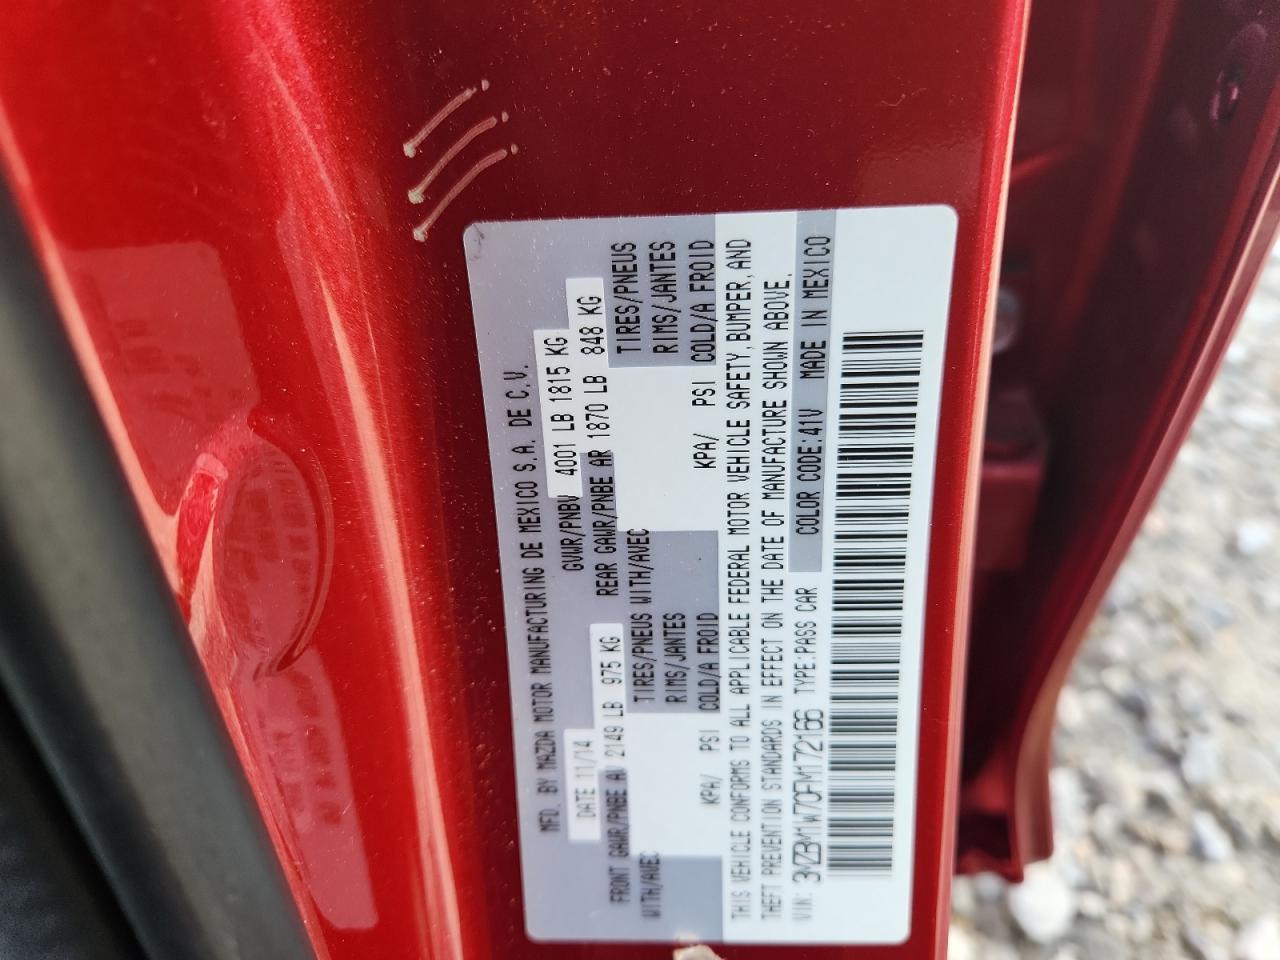 MFD. BY MAZDA MOTOR MANUFACTURING DE MEXICO S.A. DE C.V.
DATE 11/14 GVWR/PNBV 4001 LB 1815 KG
FRONT GAWR/PNBE AV 2149 LB 975 KG REAR GAWR/PNBE AR 1870 LB 848 KG
WITH/AVEC TIRES/PNEUS WITH/AVEC TIRES/PNEUS
RIMS/JANTES RIMS/JANTES
KPA/ PSI COLD/A FROID KPA/ PSI COLD/A FROID
THIS VEHICLE CONFORMS TO ALL APPLICABLE FEDERAL MOTOR VEHICLE SAFETY, BUMPER, AND
THEFT PREVENTION STANDARDS IN EFFECT ON THE DATE OF MANUFACTURE SHOWN ABOVE.
VIN: 3MZBM1W70FM172166 TYPE:PASS CAR COLOR CODE:41V MADE IN MEXICO